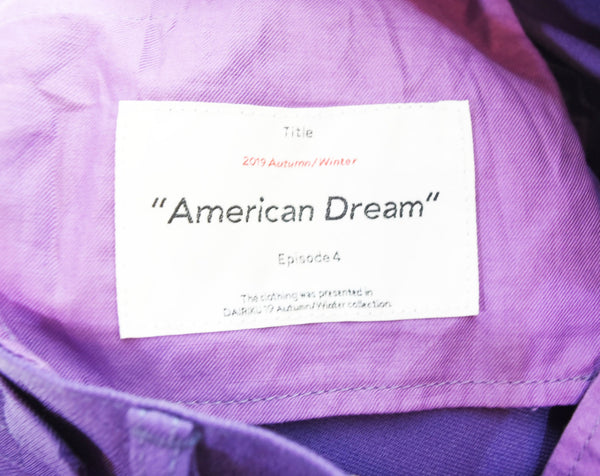 Title
2019 Autumn/Winter
“American Dream“
Episode 4
The clothing was presented in
DAIRIKU 19 Autumn/Winter collection.